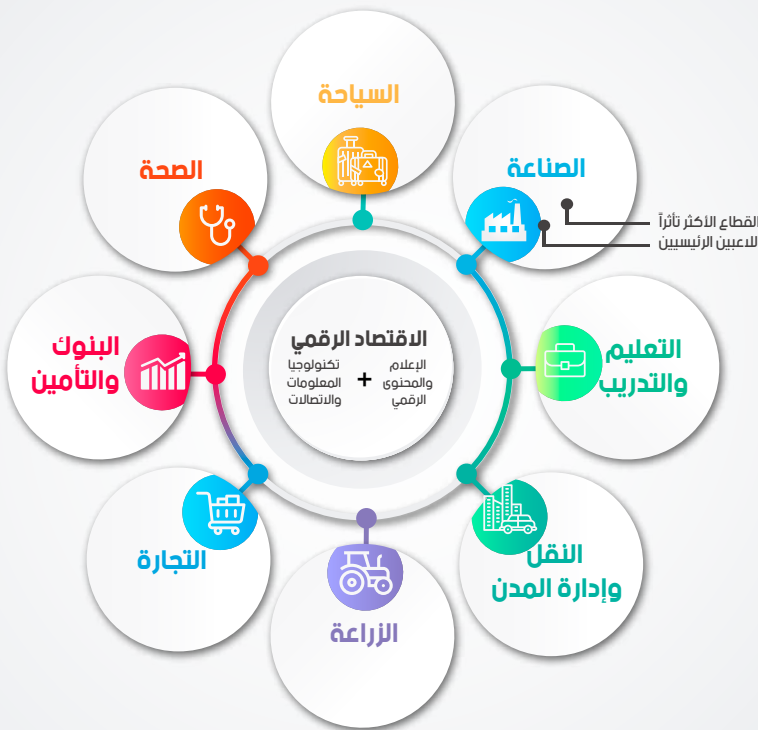 السياحة
الصناعة
القطاع الأكثر تأثراً
للاعبين الرئيسيين
التعليم
والتدريب
النقل
وإدارة المدن
الزراعة
التجارة
البنوك
والتأمين
الصحة
الاقتصاد الرقمي
الإعلام
والمحتوى
الرقمي
+
تكنولوجيا
المعلومات
والاتصالات